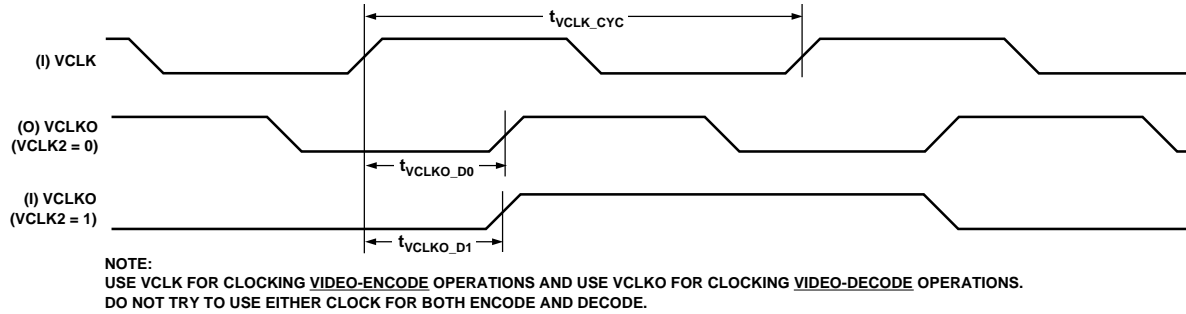 tVCLK_CYC
(I) VCLK
(O) VCLKO
(VCLK2 = 0)
tVCLKO_D0
(I) VCLKO
(VCLK2 = 1)
tVCLKO_D1
NOTE:
USE VCLK FOR CLOCKING VIDEO-ENCODE OPERATIONS AND USE VCLKO FOR CLOCKING VIDEO-DECODE OPERATIONS.
DO NOT TRY TO USE EITHER CLOCK FOR BOTH ENCODE AND DECODE.